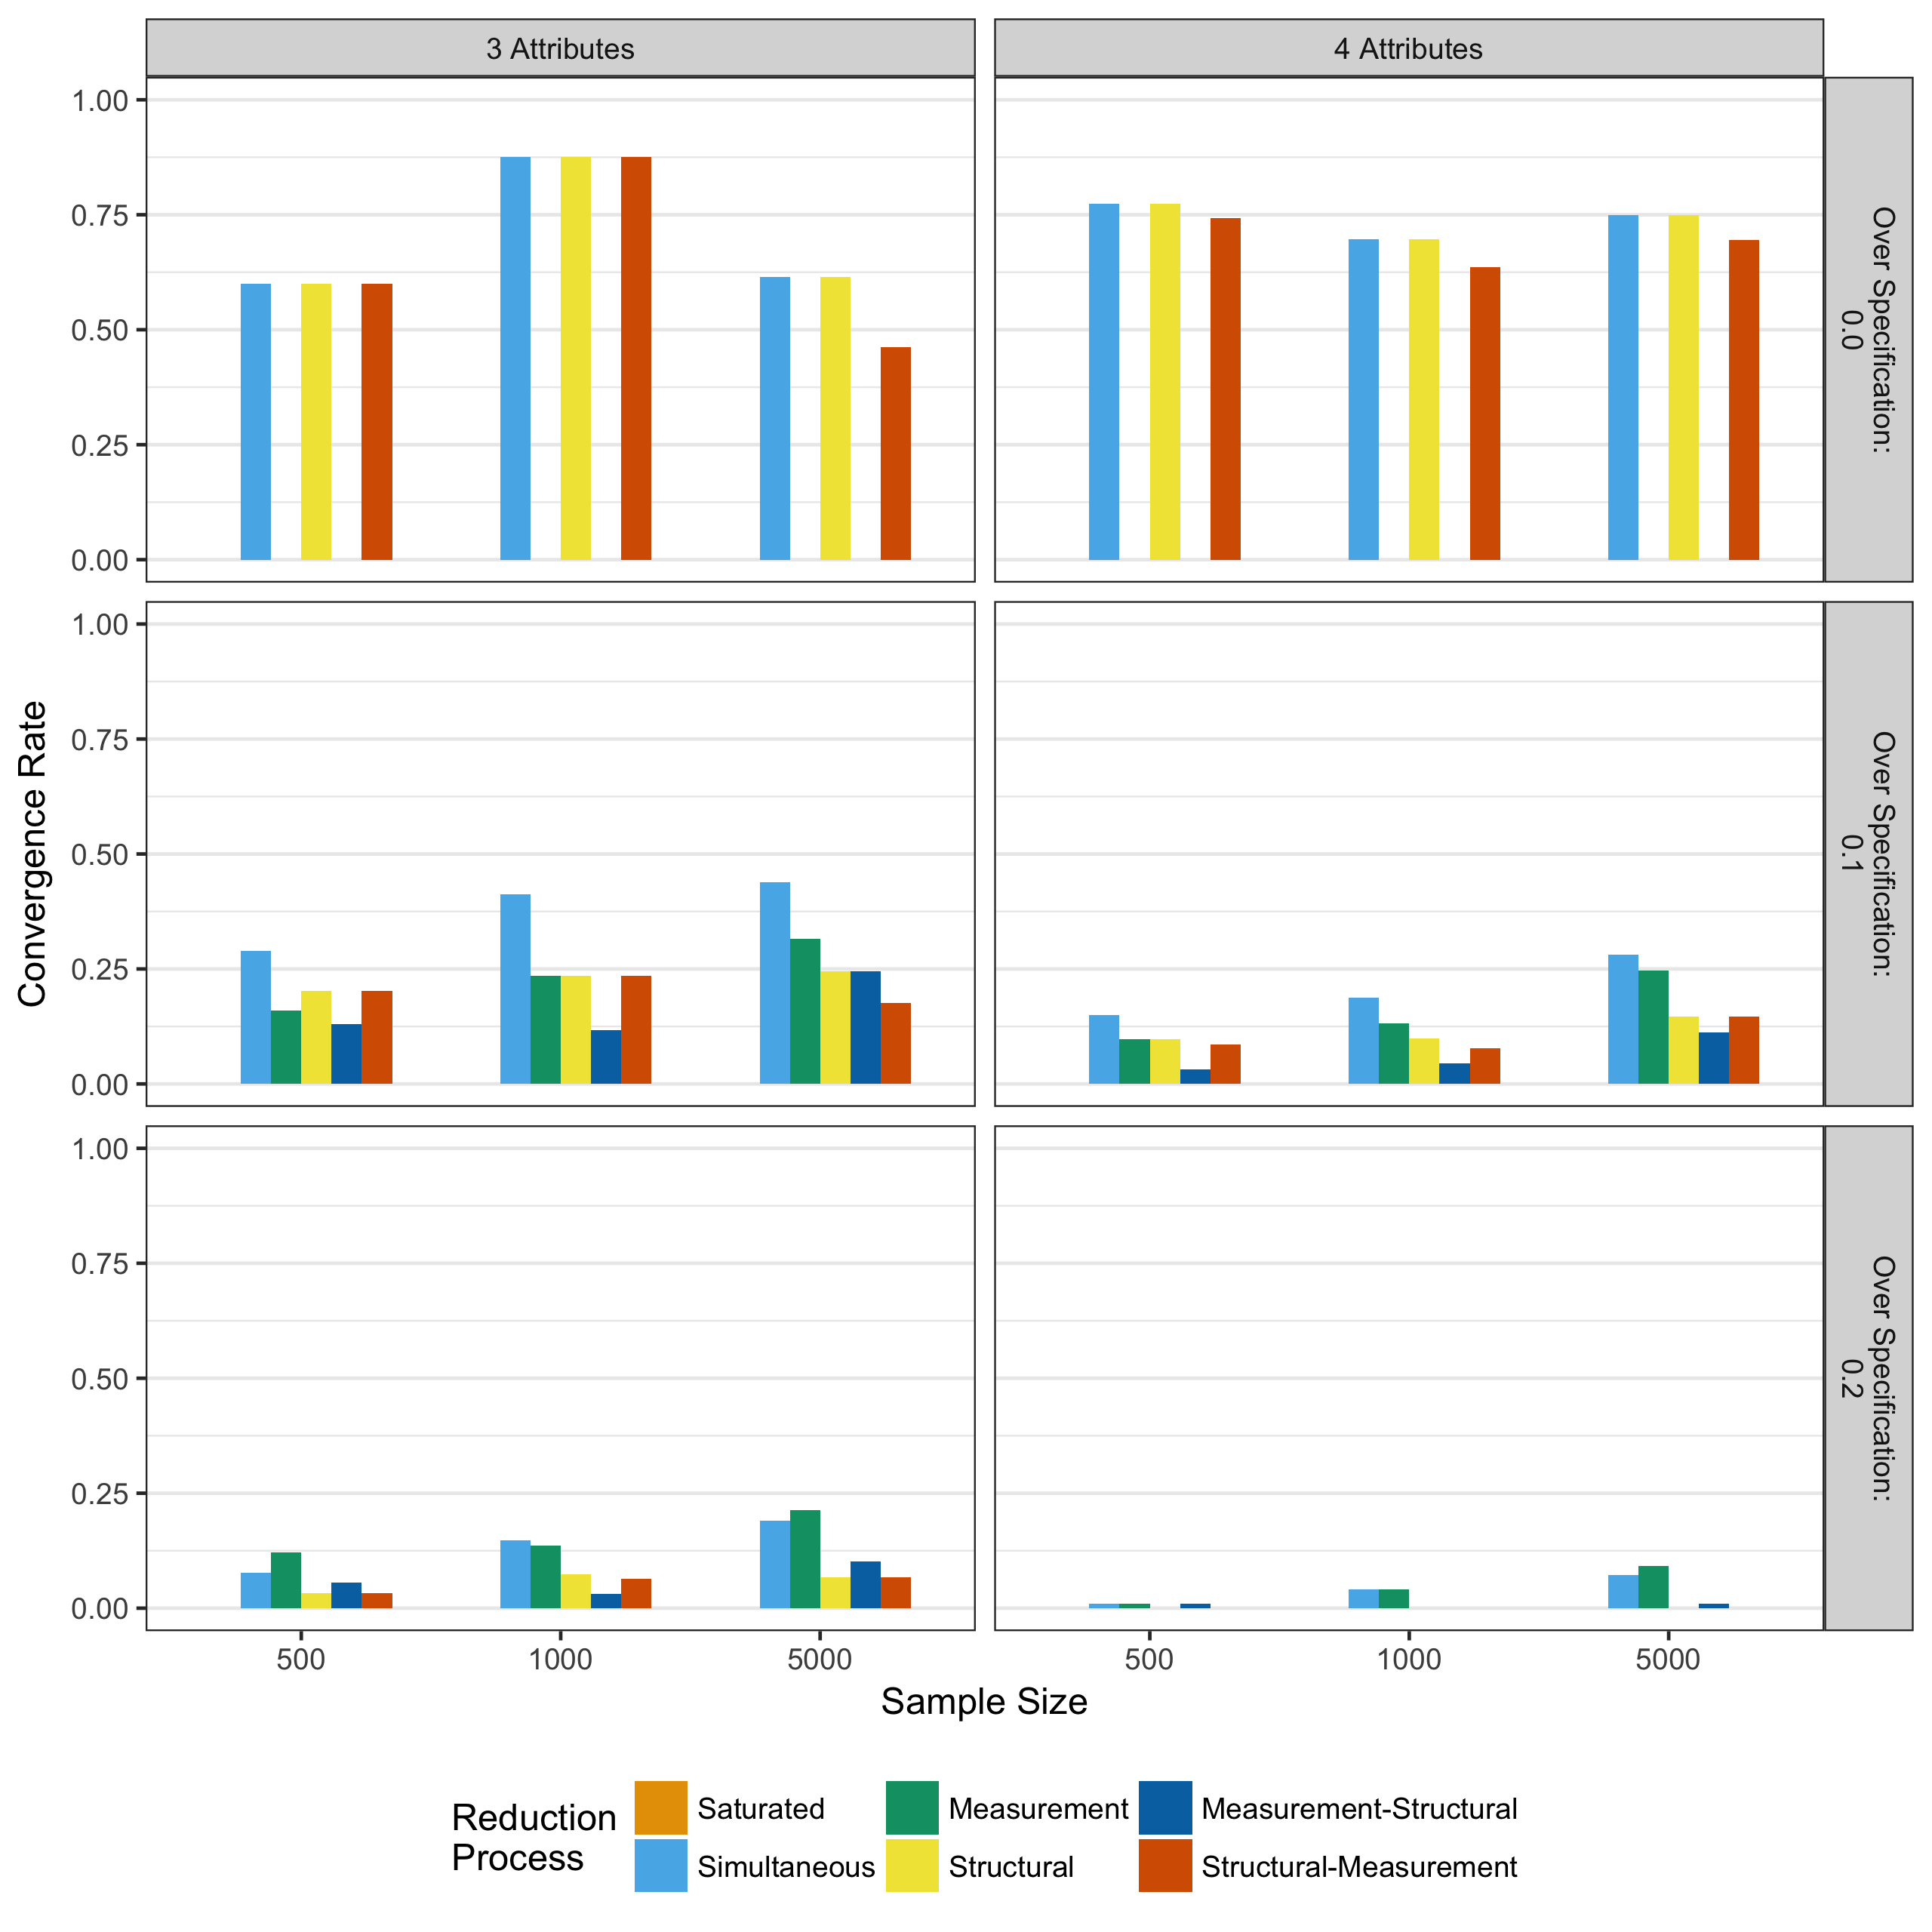 3 Attributes
4 Attributes
1.00
0.75
0.50
0.25
0.00
Over Specification:
0.0
1.00
0.75
0.50
0.25
0.00
Over Specification:
0.1
Convergence Rate
1.00
0.75
0.50
0.25
0.00
Over Specification:
0.2
500
1000
5000
500
1000
5000
Sample Size
Reduction
Process
Saturated
Measurement
Measurement-Structural
Simultaneous
Structural
Structural-Measurement